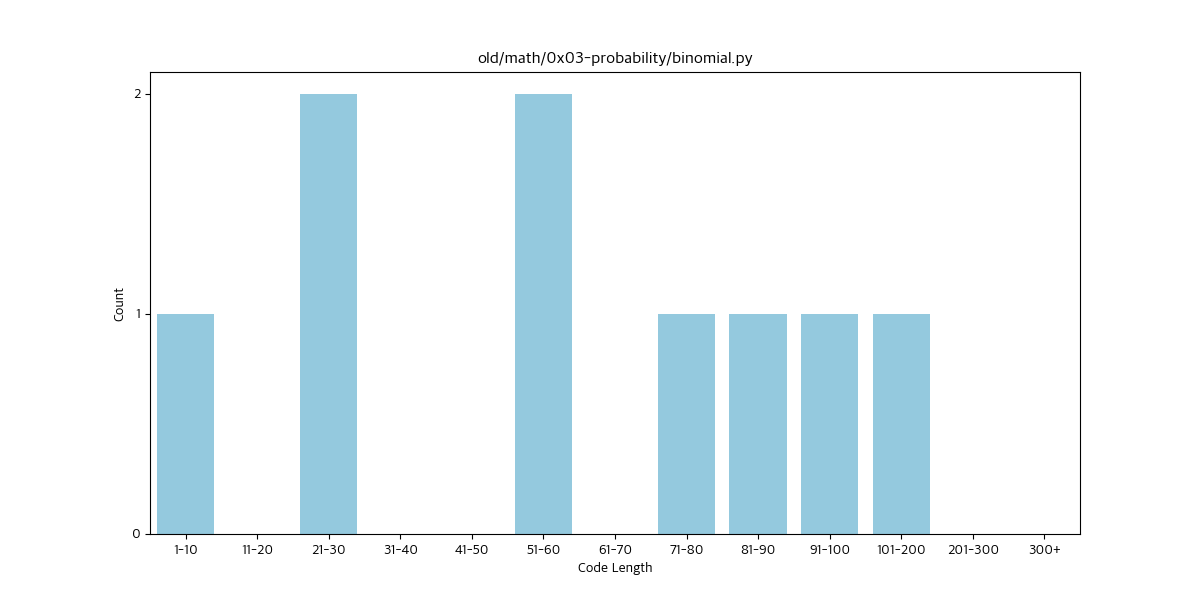 old/math/0x03-probability/binomial.py
2
1
0
Count
1-10 11-20 21-30 31-40 41-50 51-60 61-70 71-80 81-90 91-100 101-200 201-300 300+
Code Length